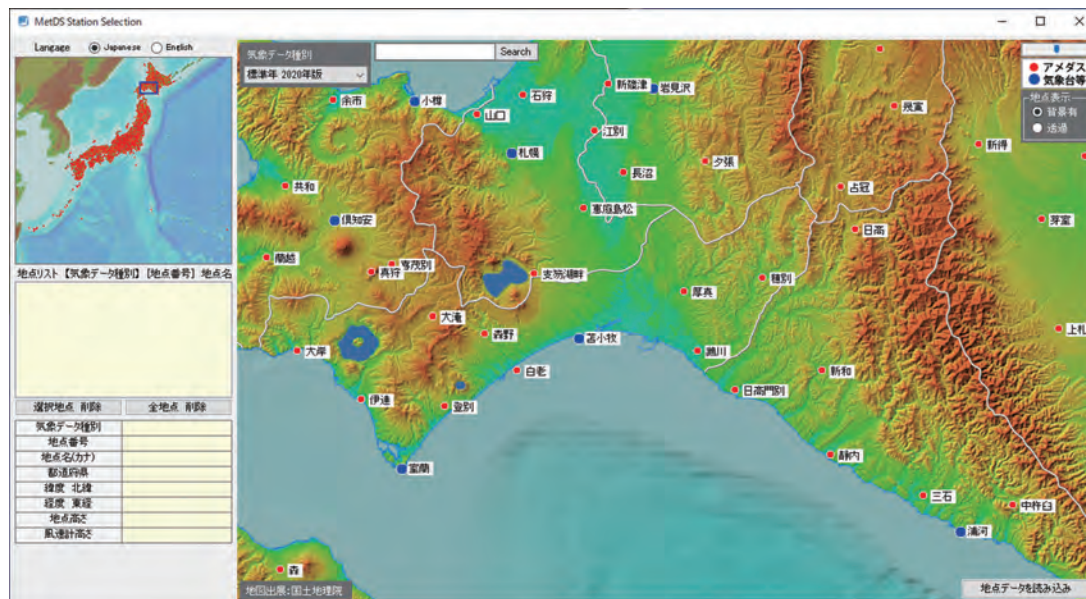 MetDS Station Selection
Langage Japanese English
気象データ種別
標準年 2020年版
Search
アメダス
気象台等
地点表示
背景有
透過
地点リスト 【気象データ種別】 [地点番号] 地点名
選択地点 削除 全地点 削除
気象データ種別
地点番号
地点名(カナ)
都道府県
緯度 北緯
経度 東経
地点高さ
風速計高さ
余市
小樽
山口
石狩
新篠津
岩見沢
幾寅
江別
札幌
長沼
夕張
新得
共和
占冠
恵庭島松
倶知安
日高
芽室
蘭越
真狩
喜茂別
支笏湖畔
穂別
厚真
大滝
森野
苫小牧
鵡川
上札
大岸
白老
新和
日高門別
伊達
登別
静内
室蘭
三石
中杵臼
浦河
森
地図出展:国土地理院
地点データを読み込み